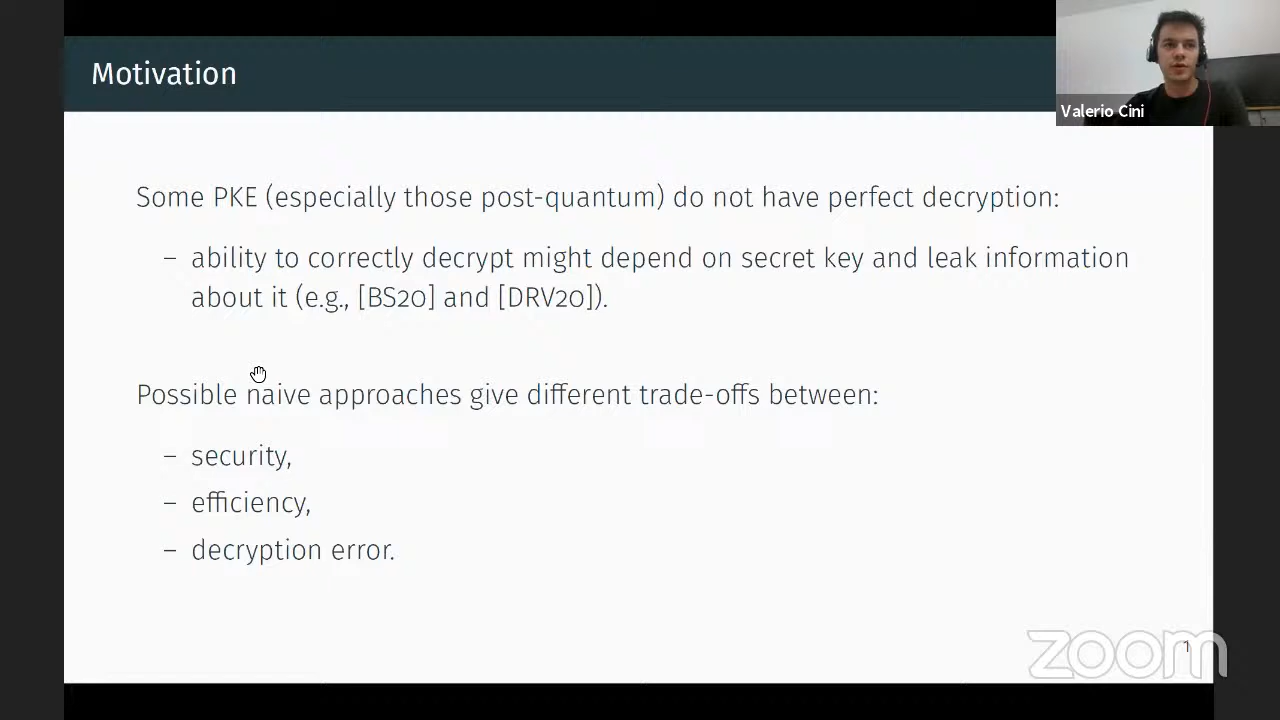 Motivation
Valerio Cini
Some PKE (especially those post-quantum) do not have perfect decryption:
– ability to correctly decrypt might depend on secret key and leak information
about it (e.g., [BS20] and [DRV20]).
Possible naive approaches give different trade-offs between:
– security,
– efficiency,
– decryption error.
zoom
1